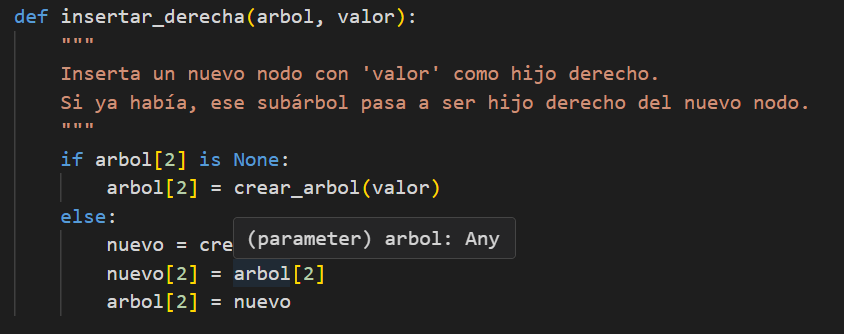 def insertar_derecha(arbol, valor):
"""
Inserta un nuevo nodo con 'valor' como hijo derecho.
Si ya había, ese subárbol pasa a ser hijo derecho del nuevo nodo.
"""
if arbol[2] is None:
arbol[2] = crear_arbol(valor)
else:
nuevo = cre
(parameter) arbol: Any
nuevo[2] = arbol[2]
arbol[2] = nuevo